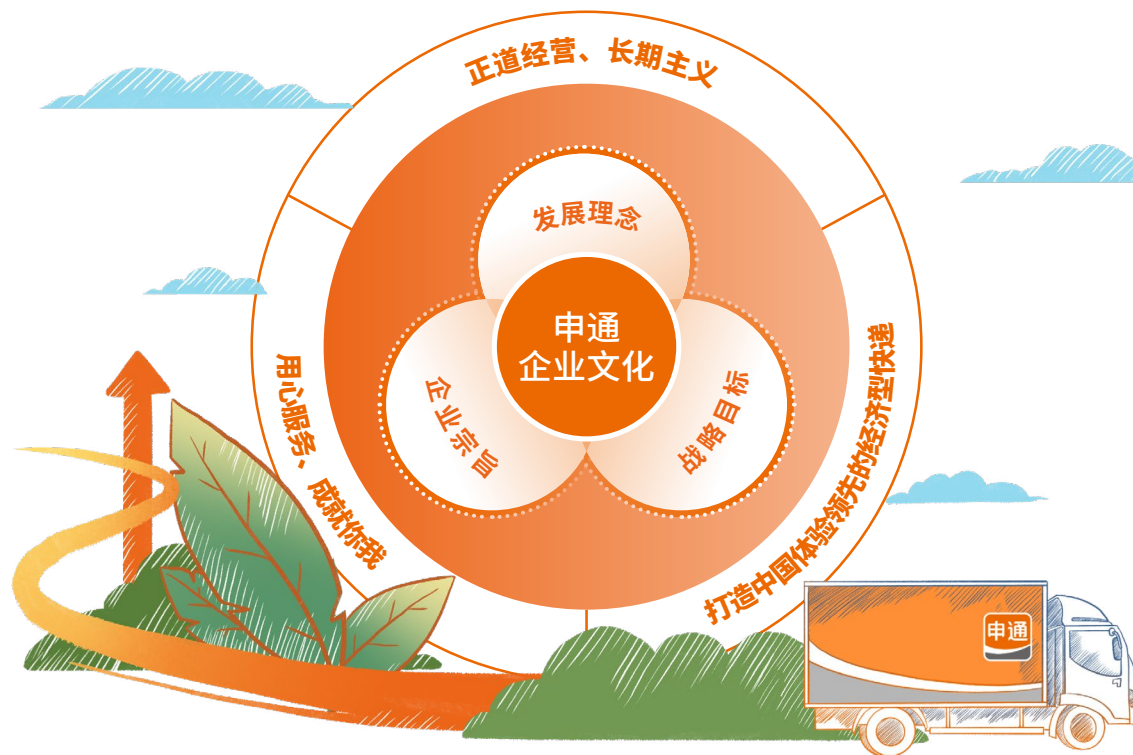 正道经营、长期主义
发展理念
申通
企业文化
企业宗旨
战略目标
用心服务、成就你我
打造中国体验领先的经济型快递
申通